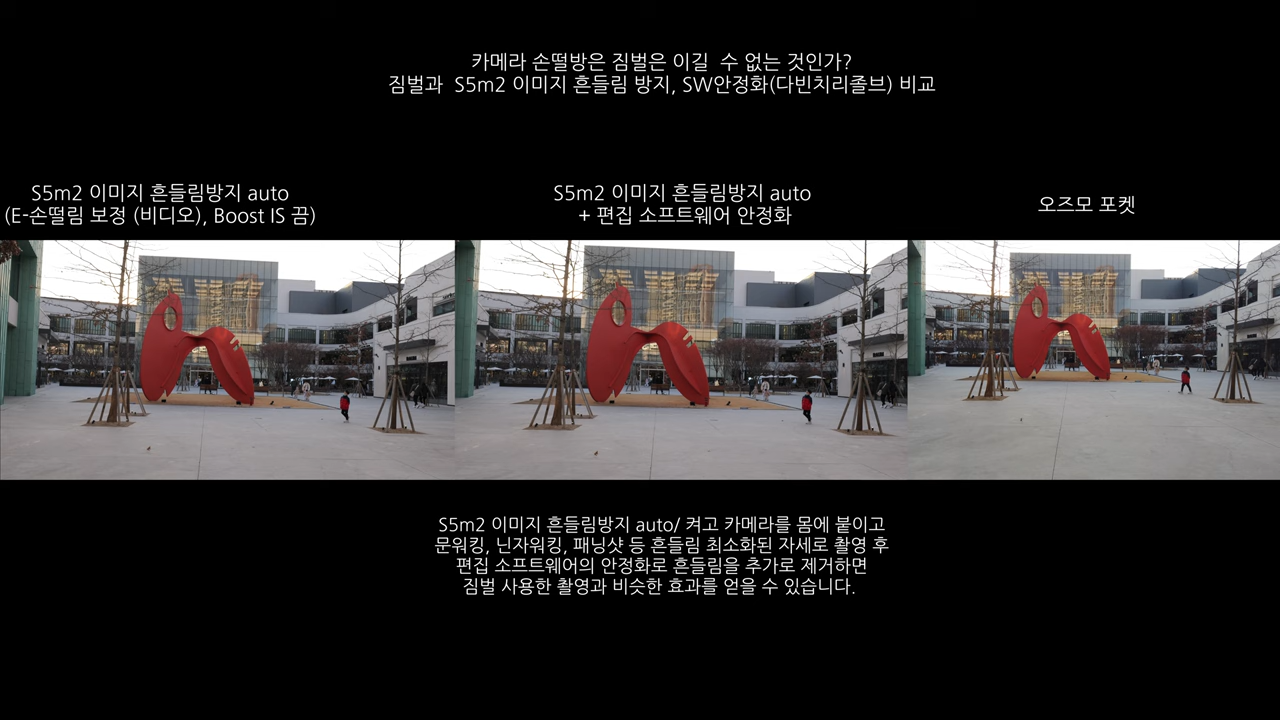 카메라 손떨방은 짐벌은 이길 수 없는 것인가?
짐벌과 S5m2 이미지 흔들림 방지, SW안정화(다빈치리졸브) 비교
S5m2 이미지 흔들림방지 auto
(E-손떨림 보정 (비디오), Boost IS 끔)
S5m2 이미지 흔들림방지 auto
+ 편집 소프트웨어 안정화
오즈모 포켓
S5m2 이미지 흔들림방지 auto/ 켜고 카메라를 몸에 붙이고
문워킹, 닌자워킹, 패닝샷 등 흔들림 최소화된 자세로 촬영 후
편집 소프트웨어의 안정화로 흔들림을 추가로 제거하면
짐벌 사용한 촬영과 비슷한 효과를 얻을 수 있습니다.